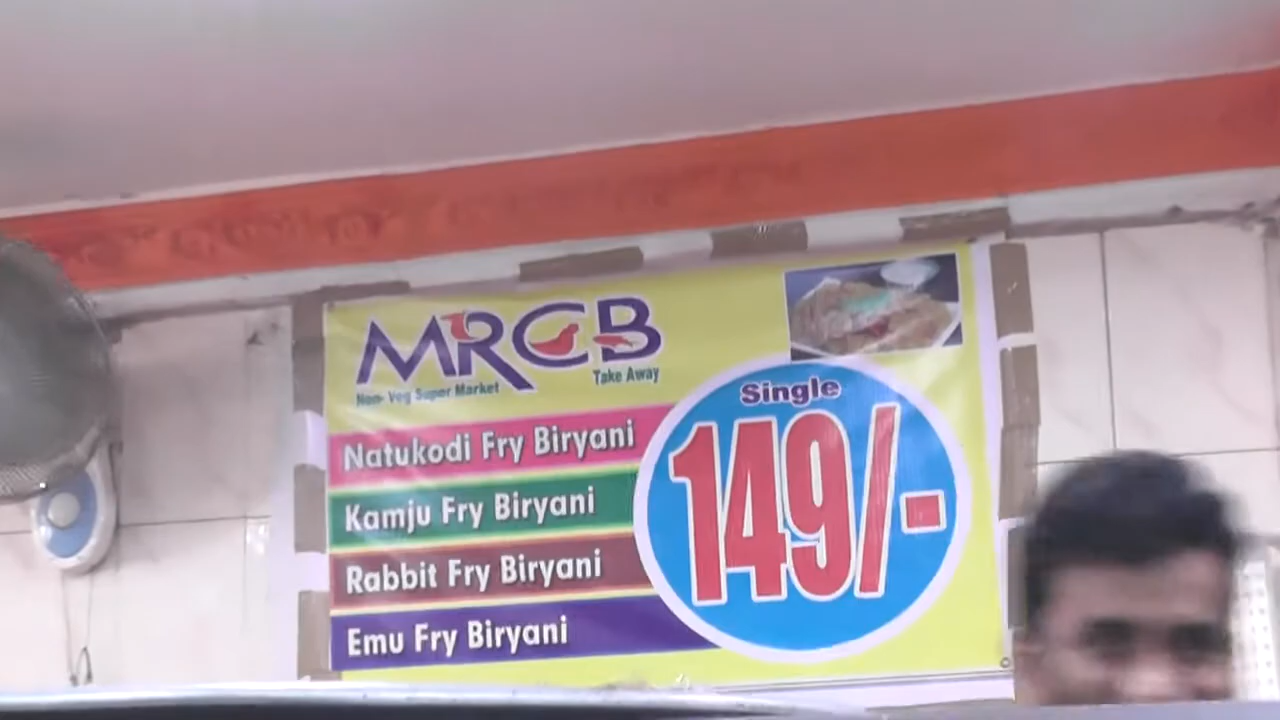 MRCB
Non- Veg Super Market
Take Away
Single
149/-
Natukodi Fry Biryani
Kamju Fry Biryani
Rabbit Fry Biryani
Emu Fry Biryani